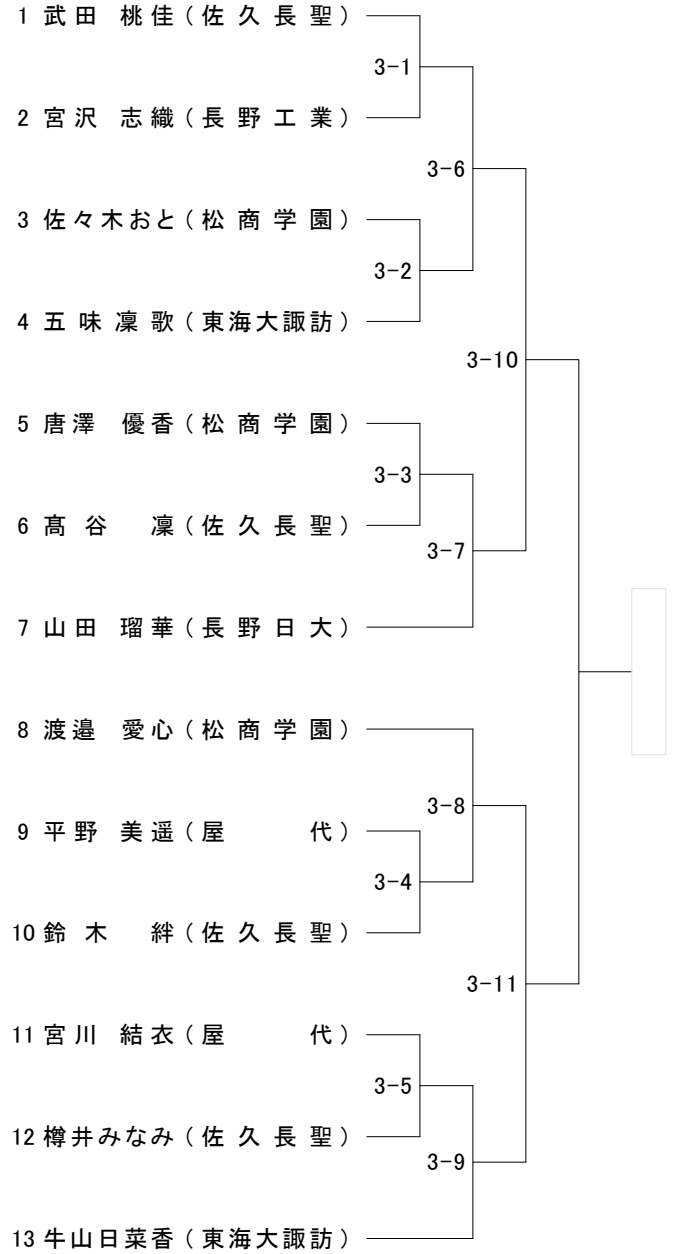 1 武田 桃佳(佐久長聖)
3-1
2 宮沢 志織(長野工業)
3-6
3 佐々木おと(松商学園)
3-2
4 五味凜歌(東海大諏訪)
3-10
5 唐澤 優香(松商学園)
3-3
6 髙谷 凜(佐久長聖)
3-7
7 山田 瑠華(長野日大)
8 渡邉 愛心(松商学園)
3-8
9 平野 美遥(屋代)
3-4
10 鈴木 絆(佐久長聖)
3-11
11 宮川 結衣(屋代)
3-5
12 樽井みなみ(佐久長聖)
3-9
13 牛山日菜香(東海大諏訪)